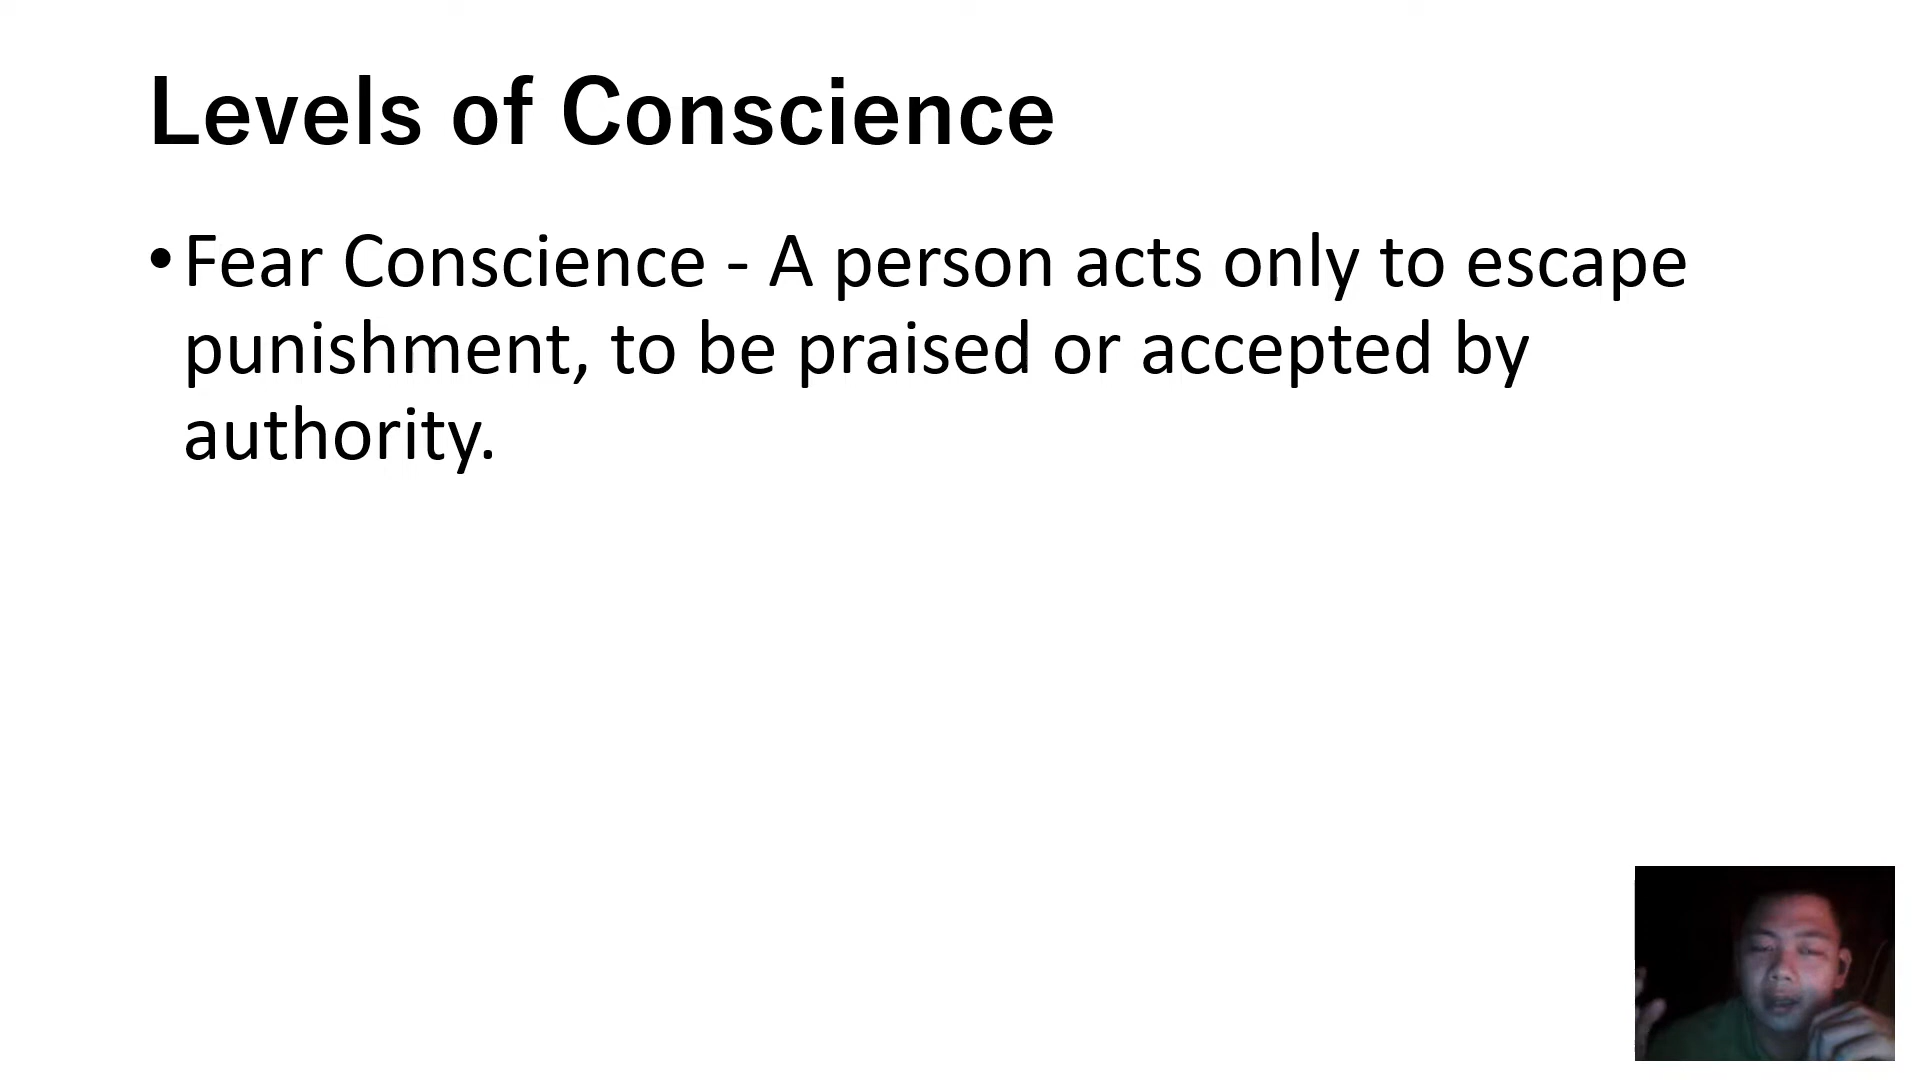 Levels of Conscience
• Fear Conscience - A person acts only to escape
punishment, to be praised or accepted by
authority.